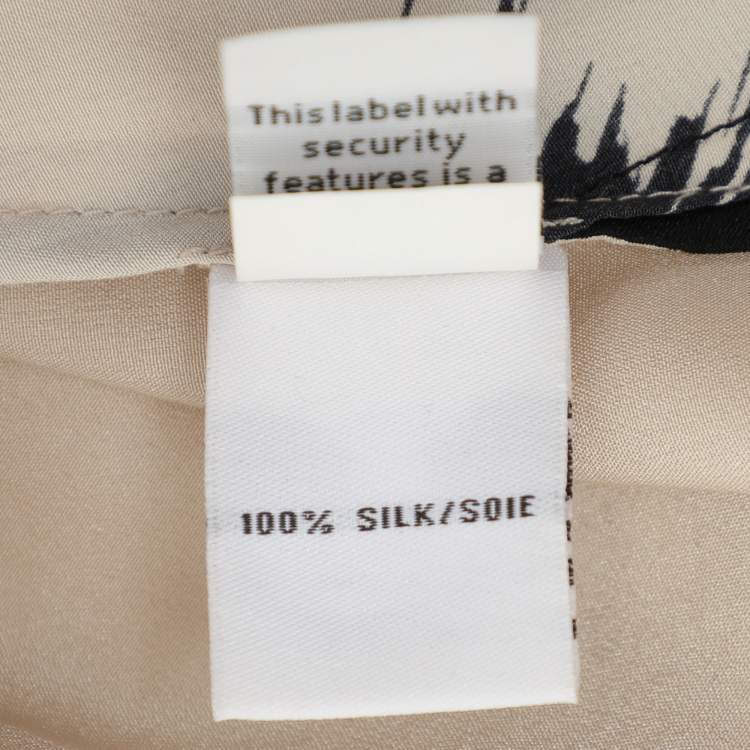 This label with
security
features is a
100% SILK/SOIE